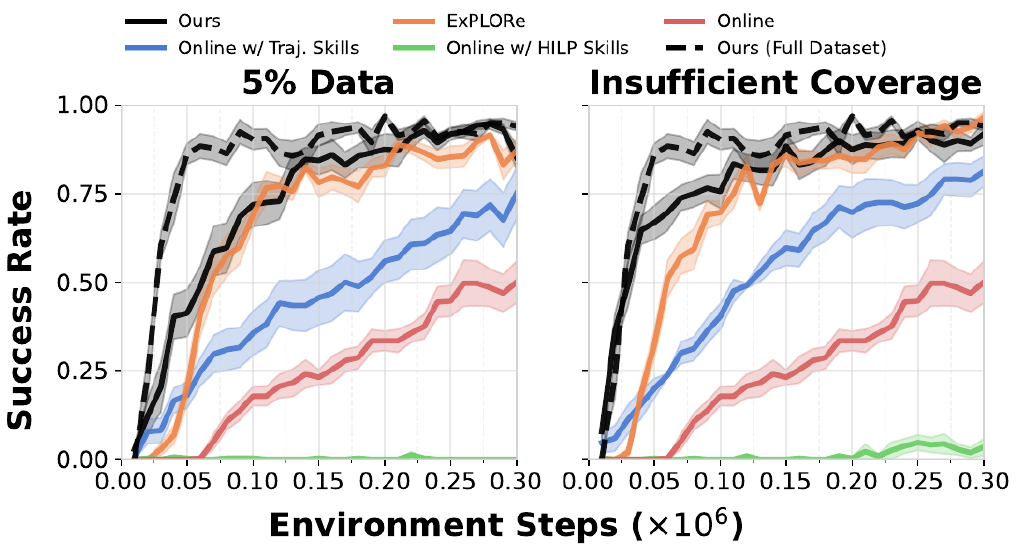 Ours
ExPLORe
Online
Online w/ Traj. Skills
Online w/ HILP Skills
Ours (Full Dataset)
5% Data
Insufficient Coverage
Success Rate
1.00
0.75
0.50
0.25
0.00
0.00 0.05 0.10 0.15 0.20 0.25 0.30
0.00 0.05 0.10 0.15 0.20 0.25 0.30
Environment Steps (×10⁶)